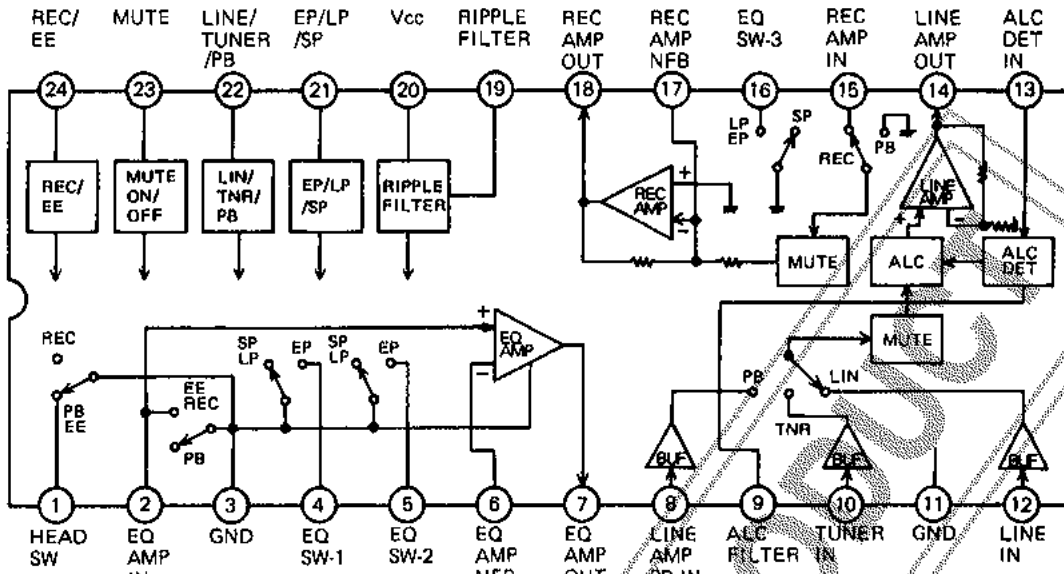 REC/ EE
MUTE
LINE/ TUNER /PB
EP/LP /SP
Vcc
RIPPLE FILTER
REC AMP OUT
REC AMP NFB
EQ SW-3
REC AMP IN
LINE AMP OUT
ALC DET IN
24
23
22
21
20
19
18
17
16
15
14
13
REC/ EE
MUTE ON/ OFF
LIN/ TNR/ PB
EP/LP /SP
RIPPLE FILTER
REC AMP
+
−
LP EP
SP
REC
PB
LINE AMP
+
−
MUTE
ALC
ALC DET
MUTE
REC
PB EE
EE REC
PB
SP LP
EP
SP LP
EP
+
−
EQ AMP
PB
LIN
TNR
BUF
BUF
BUF
1
2
3
4
5
6
7
8
9
10
11
12
HEAD SW
EQ AMP IN
GND
EQ SW-1
EQ SW-2
EQ AMP NFB
EQ AMP OUT
LINE AMP PB IN
ALC FILTER
TUNER IN
GND
LINE IN